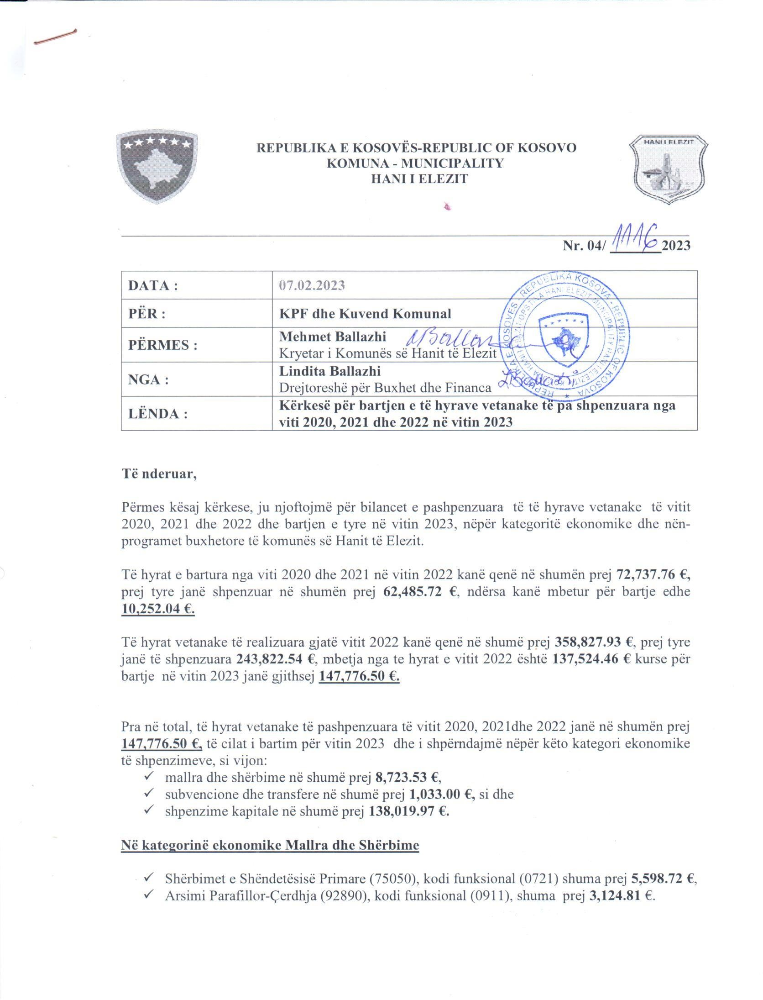 REPUBLIKA E KOSOVËS-REPUBLIC OF KOSOVO
KOMUNA - MUNICIPALITY
HANI I ELEZIT
HANI I ELEZIT
Nr. 04/ 1116 2023
DATA : 07.02.2023
PËR : KPF dhe Kuvend Komunal
PËRMES : Mehmet Ballazhi
Kryetar i Komunës së Hanit të Elezit
NGA : Lindita Ballazhi
Drejtoreshë për Buxhet dhe Financa
LËNDA : Kërkesë për bartjen e të hyrave vetanake të pa shpenzuara nga
viti 2020, 2021 dhe 2022 në vitin 2023
Të nderuar,
Përmes kësaj kërkese, ju njoftojmë për bilancet e pashpenzuara të të hyrave vetanake të vitit
2020, 2021 dhe 2022 dhe bartjen e tyre në vitin 2023, nëpër kategoritë ekonomike dhe nën-
programet buxhetore të komunës së Hanit të Elezit.
Të hyrat e bartura nga viti 2020 dhe 2021 në vitin 2022 kanë qenë në shumën prej 72,737.76 €,
prej tyre janë shpenzuar në shumën prej 62,485.72 €, ndërsa kanë mbetur për bartje edhe
10,252.04 €.
Të hyrat vetanake të realizuara gjatë vitit 2022 kanë qenë në shumë prej 358,827.93 €, prej tyre
janë të shpenzuara 243,822.54 €, mbetja nga te hyrat e vitit 2022 është 137,524.46 € kurse për
bartje në vitin 2023 janë gjithsej 147,776.50 €.
Pra në total, të hyrat vetanake të pashpenzuara të vitit 2020, 2021dhe 2022 janë në shumën prej
147,776.50 €, të cilat i bartim për vitin 2023 dhe i shpërndajmë nëpër këto kategori ekonomike
të shpenzimeve, si vijon:
✓ mallra dhe shërbime në shumë prej 8,723.53 €,
✓ subvencione dhe transfere në shumë prej 1,033.00 €, si dhe
✓ shpenzime kapitale në shumë prej 138,019.97 €.
Në kategorinë ekonomike Mallra dhe Shërbime
✓ Shërbimet e Shëndetësisë Primare (75050), kodi funksional (0721) shuma prej 5,598.72 €,
✓ Arsimi Parafillor-Çerdhja (92890), kodi funksional (0911), shuma prej 3,124.81 €.